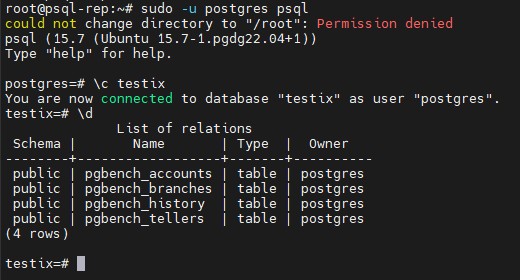 root@psql-rep:~# sudo -u postgres psql
could not change directory to "/root": Permission denied
psql (15.7 (Ubuntu 15.7-1.pgdg22.04+1))
Type "help" for help.

postgres=# \c testix
You are now connected to database "testix" as user "postgres".
testix=# \d
              List of relations
 Schema |       Name       | Type  |  Owner
--------+------------------+-------+----------
 public | pgbench_accounts | table | postgres
 public | pgbench_branches | table | postgres
 public | pgbench_history  | table | postgres
 public | pgbench_tellers  | table | postgres
(4 rows)

testix=#